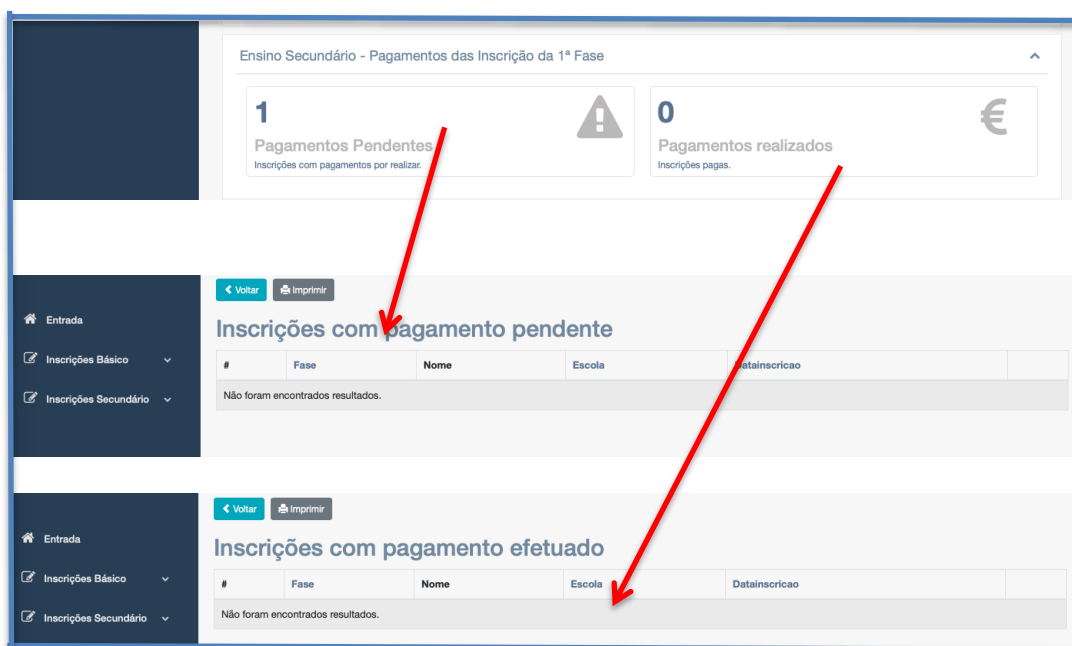 Ensino Secundário - Pagamentos das Inscrição da 1ª Fase
1
Pagamentos Pendentes
Inscrições com pagamentos por realizar.
0
€
Pagamentos realizados
Inscrições pagas.
Voltar Imprimir
Entrada
Inscrições Básico
Inscrições Secundário
Inscrições com pagamento pendente
# Fase Nome Escola Datainscricao
Não foram encontrados resultados.
Voltar Imprimir
Entrada
Inscrições Básico
Inscrições Secundário
Inscrições com pagamento efetuado
# Fase Nome Escola Datainscricao
Não foram encontrados resultados.